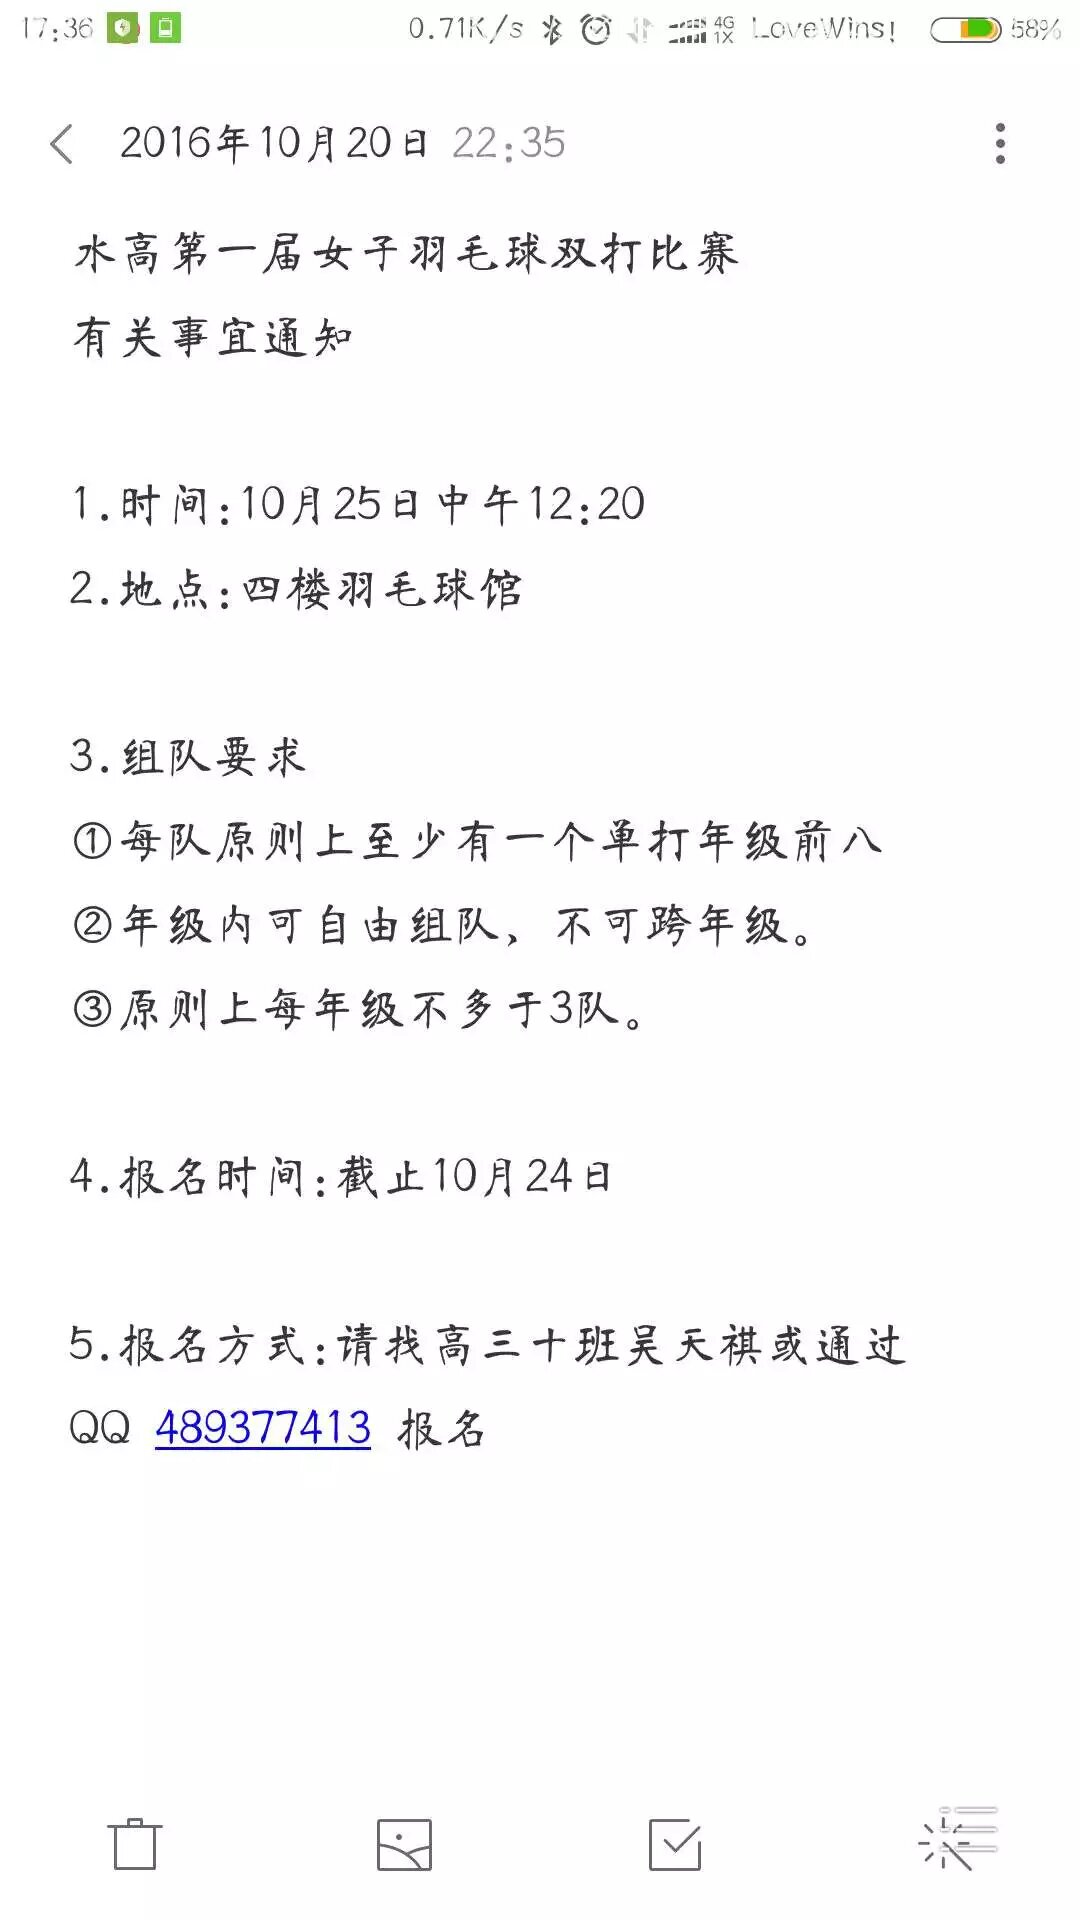 17:36 0.71K/s 4G 1X LoveWins! 58%
2016年10月20日 22:35
水高第一届女子羽毛球双打比赛
有关事宜通知
1.时间:10月25日中午12:20
2.地点:四楼羽毛球馆
3.组队要求
①每队原则上至少有一个单打年级前八
②年级内可自由组队，不可跨年级。
③原则上每年级不多于3队。
4.报名时间:截止10月24日
5.报名方式:请找高三十班吴天祺或通过
QQ 489377413 报名